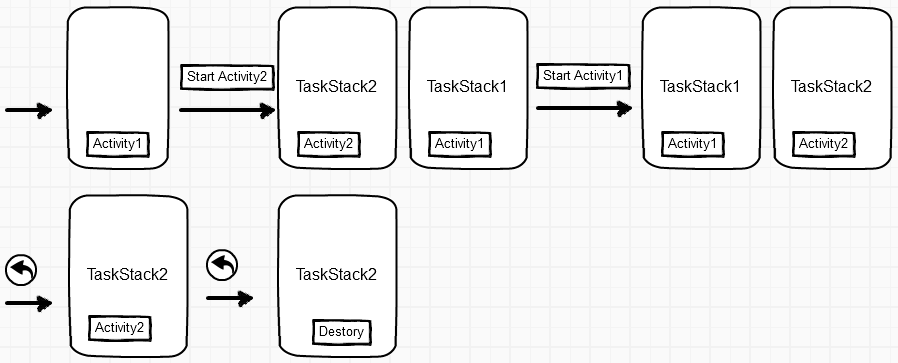 Activity1
Start Activity2
TaskStack2
Activity2
TaskStack1
Activity1
Start Activity1
TaskStack1
Activity1
TaskStack2
Activity2
TaskStack2
Activity2
TaskStack2
Destory